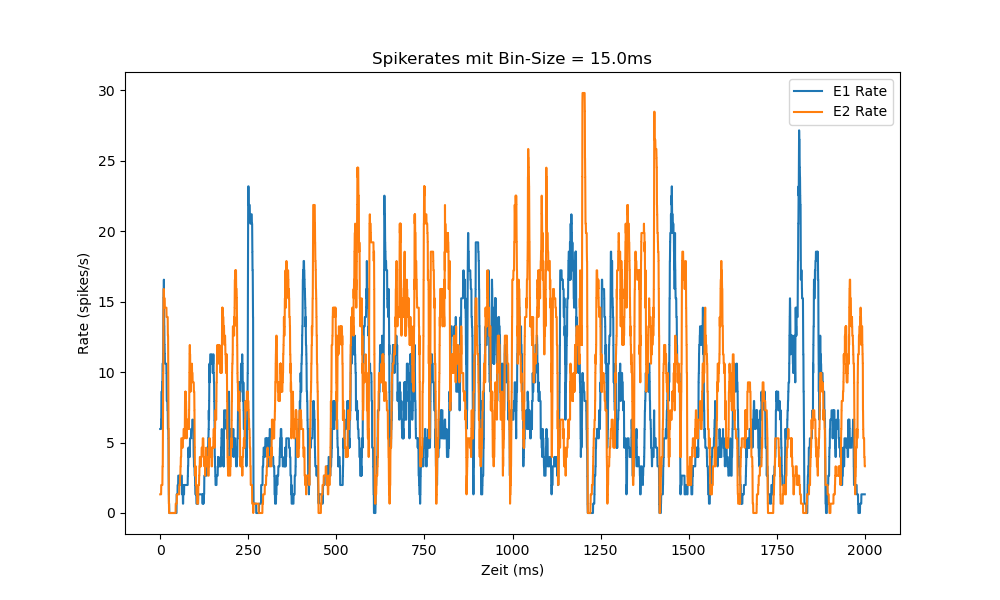 Spikerates mit Bin-Size = 15.0ms
E1 Rate
E2 Rate
Rate (spikes/s)
30
25
20
15
10
5
0
0 250 500 750 1000 1250 1500 1750 2000
Zeit (ms)